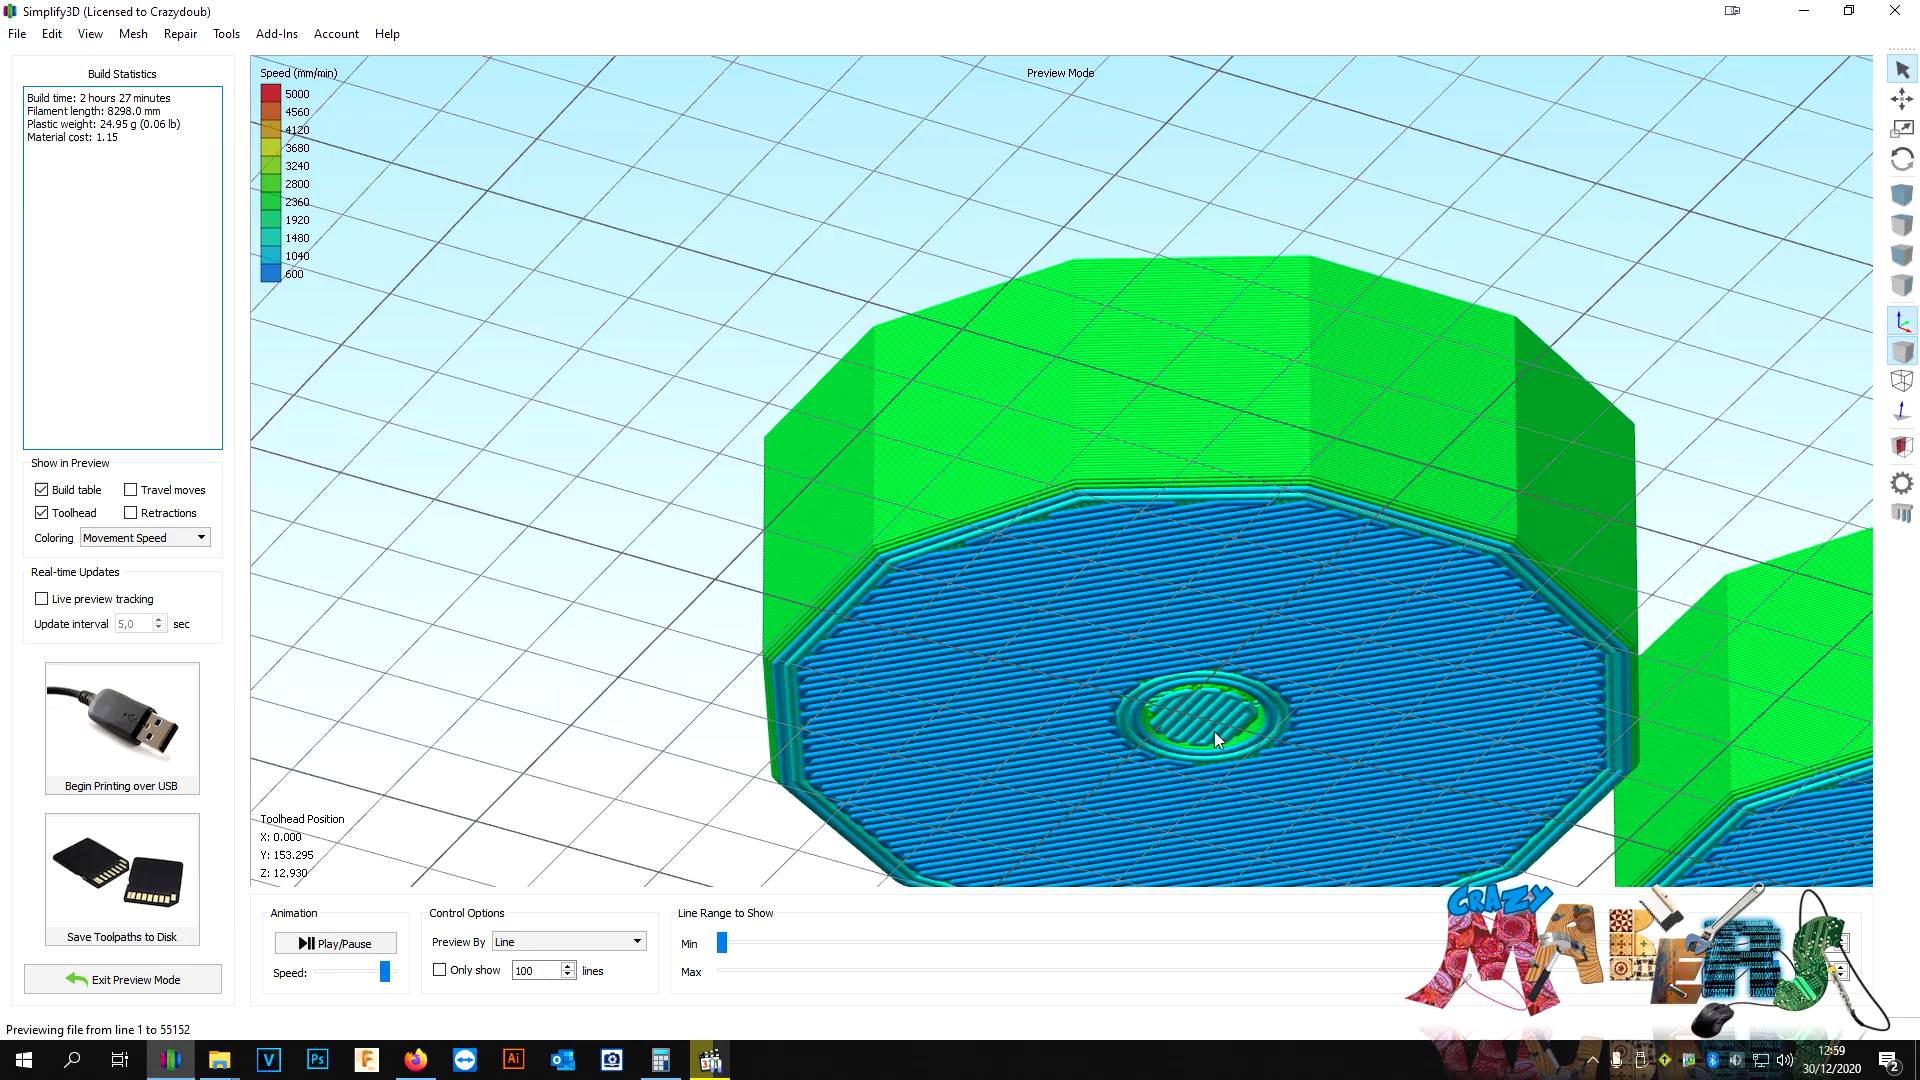 Simplify3D (Licensed to Crazydoub)
File Edit View Mesh Repair Tools Add-Ins Account Help
Build Statistics
Build time: 2 hours 27 minutes
Filament length: 8298.0 mm
Plastic weight: 24.95 g (0.06 lb)
Material cost: 1.15
Show in Preview
Build table Travel moves
Toolhead Retractions
Coloring Movement Speed
Real-time Updates
Live preview tracking
Update interval 5,0 sec
Begin Printing over USB
Save Toolpaths to Disk
Exit Preview Mode
Speed (mm/min)
5000
4560
4120
3680
3240
2800
2360
1920
1480
1040
600
Preview Mode
Toolhead Position
X: 0.000
Y: 153.295
Z: 12.930
Animation
Play/Pause
Speed:
Control Options
Preview By Line
Only show 100 lines
Line Range to Show
Min
Max
CRAZY
MAKERS
Previewing file from line 1 to 55152
V
Ps
F
Ai
12:59
30/12/2020
2